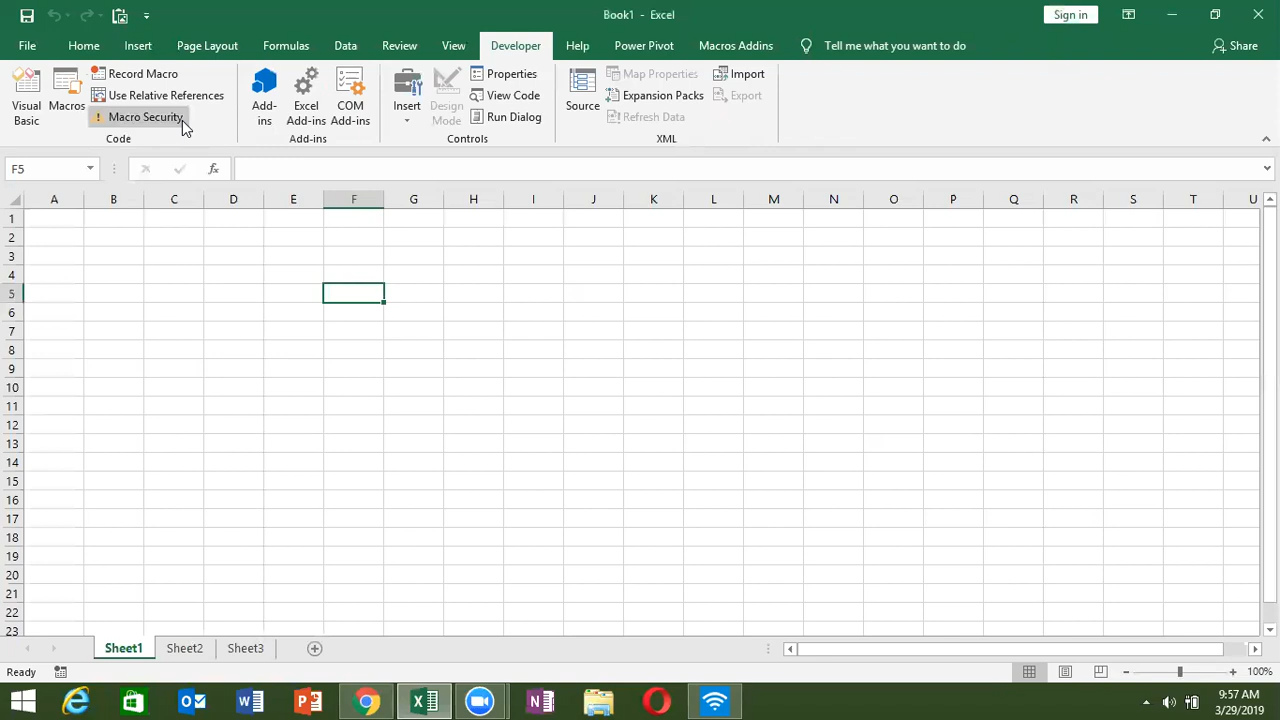 Book1 - Excel
Sign in
File Home Insert Page Layout Formulas Data Review View Developer Help Power Pivot Macros Addins Tell me what you want to do Share
Visual Basic
Macros
Record Macro
Use Relative References
! Macro Security
Code
Add-ins
Excel Add-ins
COM Add-ins
Add-ins
Insert
Design Mode
Properties
View Code
Run Dialog
Controls
Source
Map Properties
Expansion Packs
Refresh Data
Import
Export
XML
F5
fx
A B C D E F G H I J K L M N O P Q R S T U
1
2
3
4
5
6
7
8
9
10
11
12
13
14
15
16
17
18
19
20
21
22
23
Sheet1 Sheet2 Sheet3
Ready
100%
9:57 AM
3/29/2019